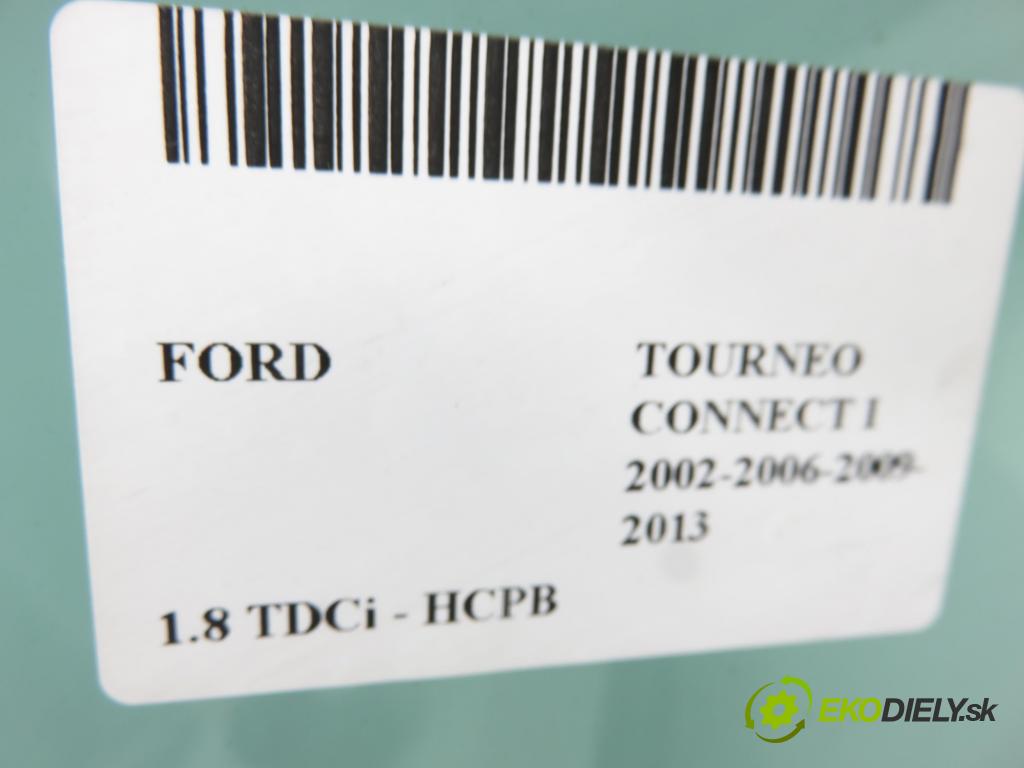 FORD
TOURNEO
CONNECT I
2002-2006-2009-
2013
1.8 TDCi - HCPB
EKODIELY.sk